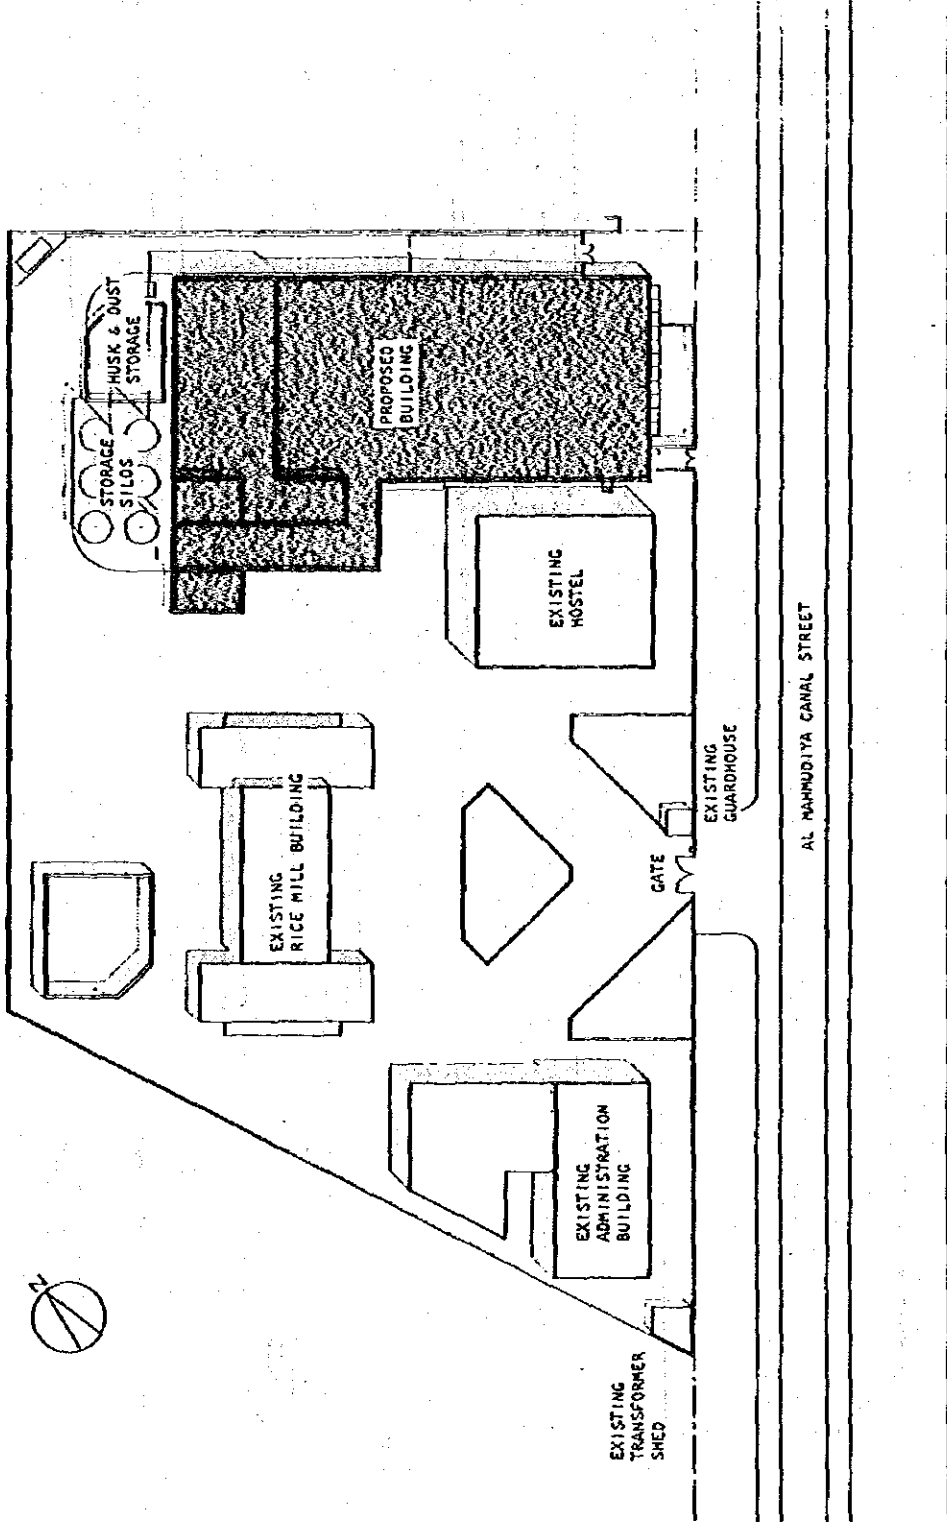 HUSK & DUST
STORAGE
STORAGE
SILOS
PROPOSED
BUILDING
EXISTING
HOSTEL
EXISTING
RICE MILL BUILDING
EXISTING
GUARDHOUSE
GATE
AL MAHMUDIYA CANAL STREET
EXISTING
ADMINISTRATION
BUILDING
N
EXISTING
TRANSFORMER
SHED